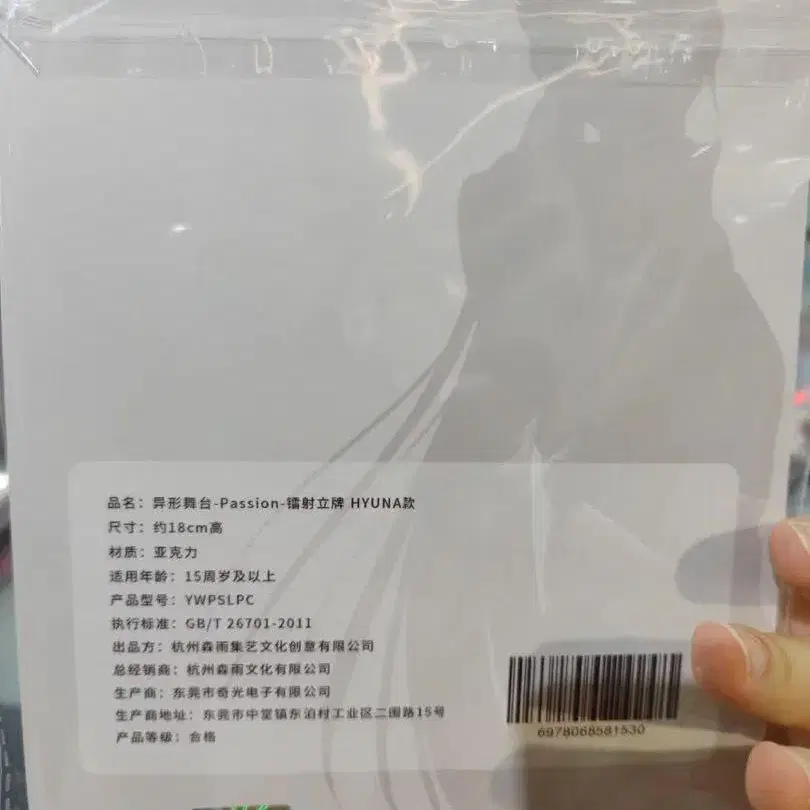 品名：异形舞台-Passion-镭射立牌 HYUNA款
尺寸：约18cm高
材质：亚克力
适用年龄：15周岁及以上
产品型号：YWPSLPC
执行标准：GB/T 26701-2011
出品方：杭州森雨集艺文化创意有限公司
总经销商：杭州森雨文化有限公司
生产商：东莞市奇光电子有限公司
生产商地址：东莞市中堂镇东泊村工业区二围路15号
产品等级：合格
6978068581530